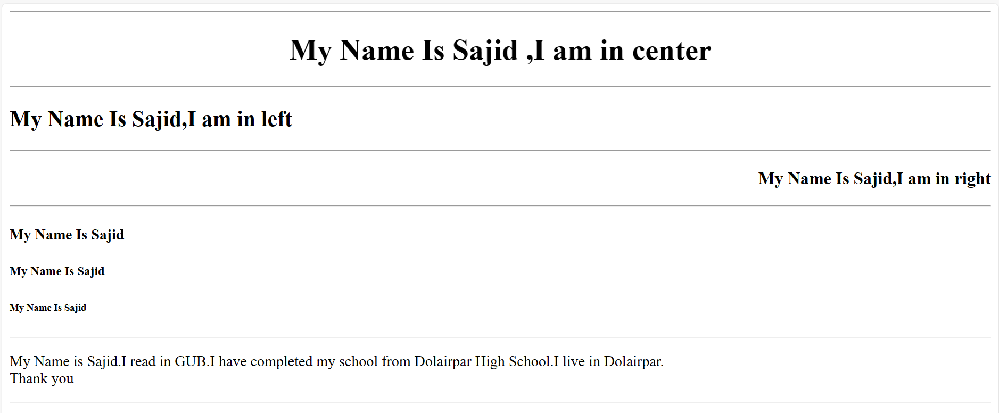 My Name Is Sajid ,I am in center
My Name Is Sajid,I am in left
My Name Is Sajid,I am in right
My Name Is Sajid
My Name Is Sajid
My Name Is Sajid
My Name is Sajid.I read in GUB.I have completed my school from Dolairpar High School.I live in Dolairpar.
Thank you